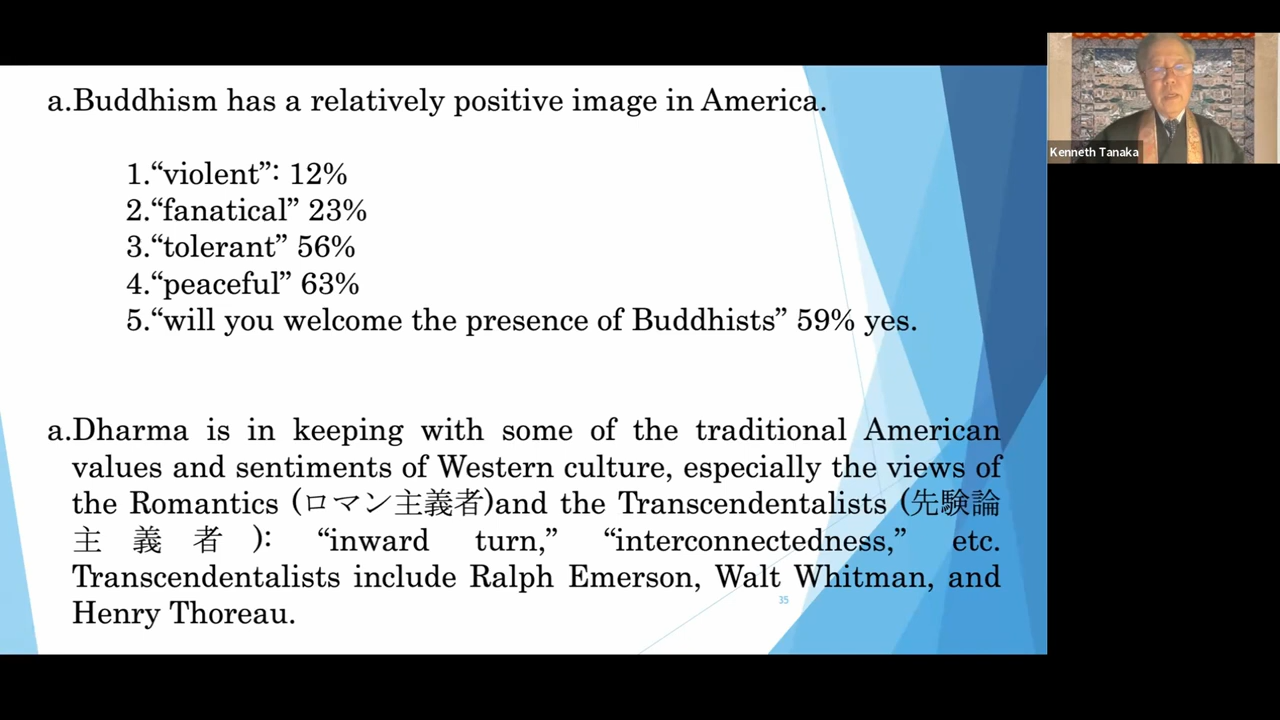 a.Buddhism has a relatively positive image in America.
1.“violent”: 12%
2.“fanatical” 23%
3.“tolerant” 56%
4.“peaceful” 63%
5.“will you welcome the presence of Buddhists” 59% yes.
a.Dharma is in keeping with some of the traditional American
values and sentiments of Western culture, especially the views of
the Romantics (ロマン主義者)and the Transcendentalists (先験論
主義者): “inward turn,” “interconnectedness,” etc.
Transcendentalists include Ralph Emerson, Walt Whitman, and
Henry Thoreau.
35
Kenneth Tanaka